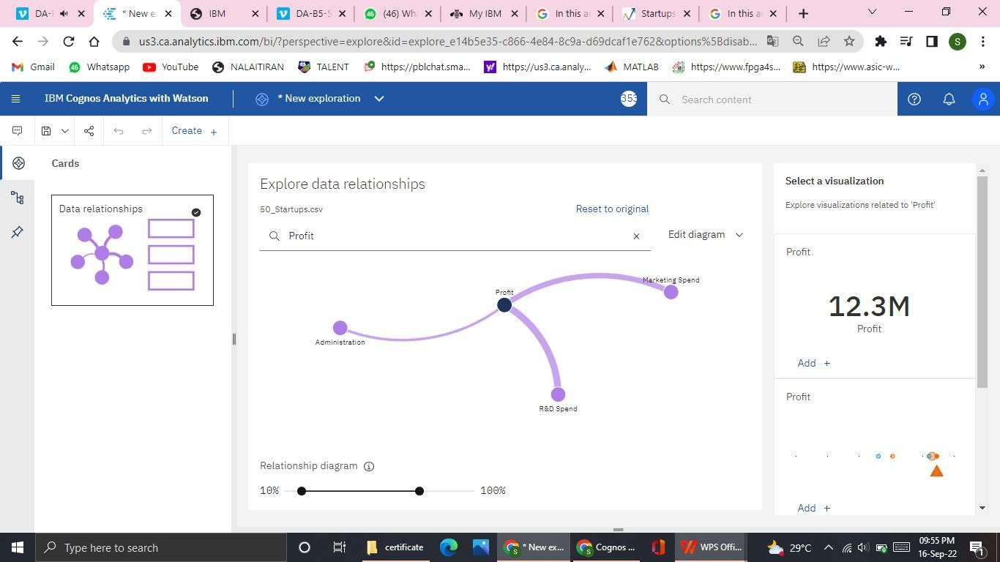 DA-
* New e
IBM
DA-B5-5
(46) Wh
My IBM
In this a
Startups
In this a
us3.ca.analytics.ibm.com/bi/?perspective=explore&id=explore_e14b5e35-c866-4e84-8c9a-d69dcaf1e762&options%5Bdisab...
S
Gmail
46
Whatsapp
YouTube
NALAITIRAN
TALENT
https://pblchat.sma...
https://us3.ca.analy...
MATLAB
https://www.fpga4s...
https://www.asic-w...
»
IBM Cognos Analytics with Watson
* New exploration
353
Search content
Create +
Cards
Data relationships
Explore data relationships
50_Startups.csv
Reset to original
Profit
Edit diagram
Marketing Spend
Profit
Administration
R&D Spend
Relationship diagram
10%
100%
Select a visualization
Explore visualizations related to 'Profit'
Profit
12.3M
Profit
Add +
Profit
Add +
Type here to search
certificate
* New ex...
Cognos ...
WPS Offi...
29°C
09:55 PM
16-Sep-22
1